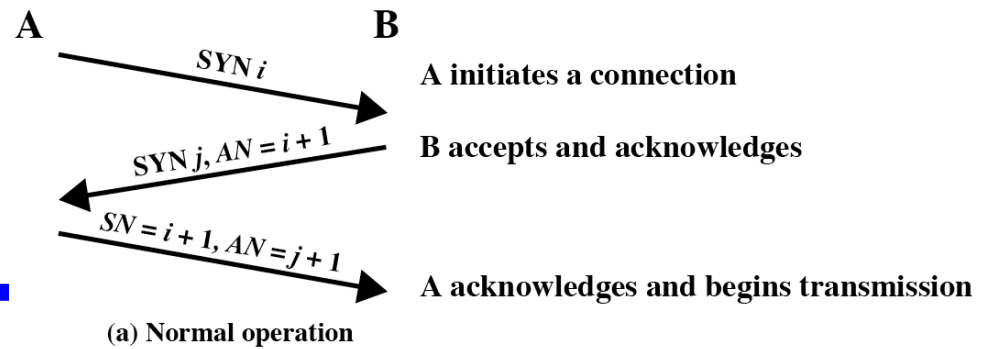 A
B
SYN i
A initiates a connection
SYN j, AN = i + 1
B accepts and acknowledges
SN = i + 1, AN = j + 1
A acknowledges and begins transmission
(a) Normal operation